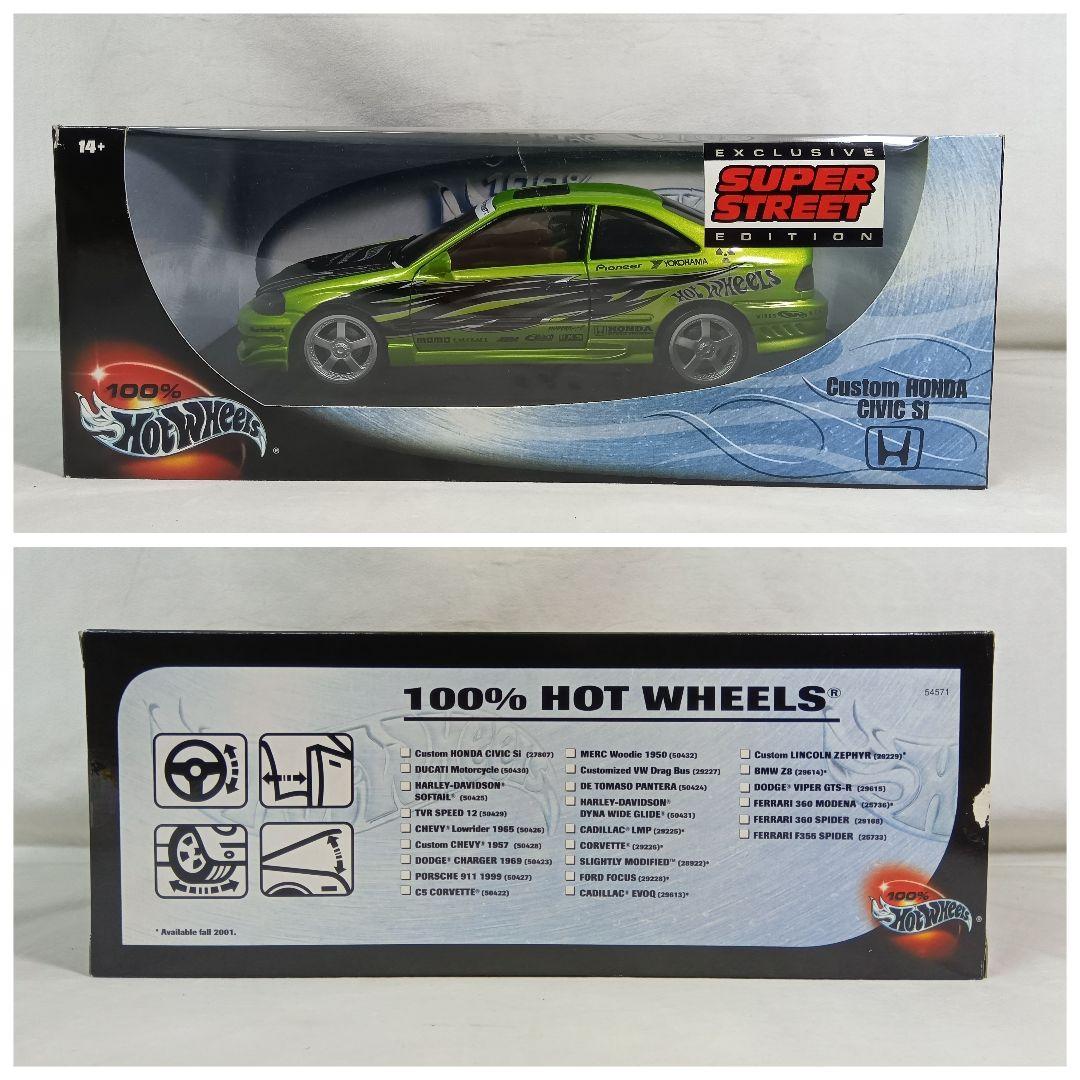 14+
EXCLUSIVE
SUPER
STREET
EDITION
Pioneer YOKOHAMA
HOT WHEELS
HONDA
MOMO
HKS
100%
HOT WHEELS®
Custom HONDA
CIVIC Si
100% HOT WHEELS®
54571
Custom HONDA CIVIC Si (27807)
DUCATI Motorcycle (50430)
HARLEY-DAVIDSON®
SOFTAIL® (50425)
TVR SPEED 12 (50429)
CHEVY® Lowrider 1965 (50426)
Custom CHEVY® 1957 (50428)
DODGE® CHARGER 1969 (50423)
PORSCHE 911 1999 (50427)
C5 CORVETTE® (50422)
MERC Woodie 1950 (50432)
Customized VW Drag Bus (29227)
DE TOMASO PANTERA (50424)
HARLEY-DAVIDSON®
DYNA WIDE GLIDE® (50431)
CADILLAC® LMP (29225)*
CORVETTE® (29226)*
SLIGHTLY MODIFIED™ (28922)*
FORD FOCUS (29228)*
CADILLAC® EVOQ (29613)*
Custom LINCOLN ZEPHYR (29229)*
BMW Z8 (29614)*
DODGE® VIPER GTS-R (29615)
FERRARI 360 MODENA (25736)*
FERRARI 360 SPIDER (29168)
FERRARI F355 SPIDER (25733)
* Available fall 2001.
100%
HOT WHEELS®